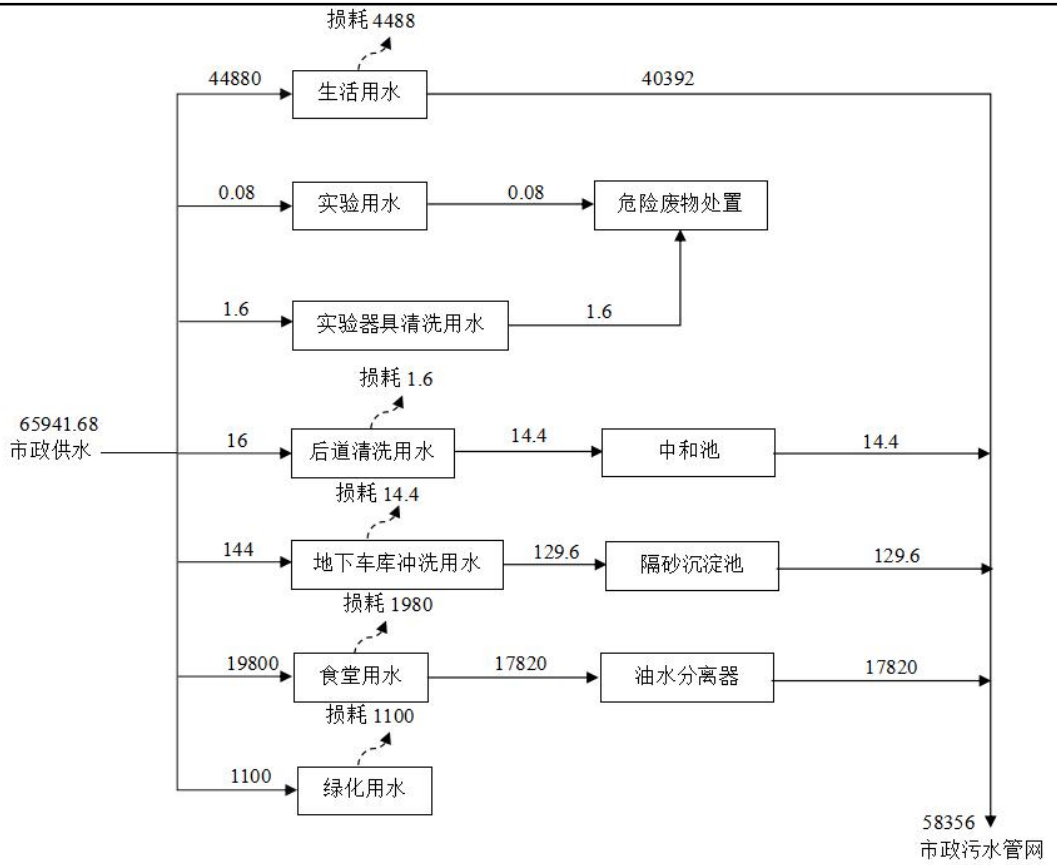 损耗 4488
44880
生活用水
40392
0.08
实验用水
0.08
危险废物处置
1.6
实验器具清洗用水
1.6
损耗 1.6
65941.68
市政供水
16
后道清洗用水
14.4
中和池
14.4
损耗 14.4
144
地下车库冲洗用水
129.6
隔砂沉淀池
129.6
损耗 1980
19800
食堂用水
17820
油水分离器
17820
损耗 1100
1100
绿化用水
58356
市政污水管网